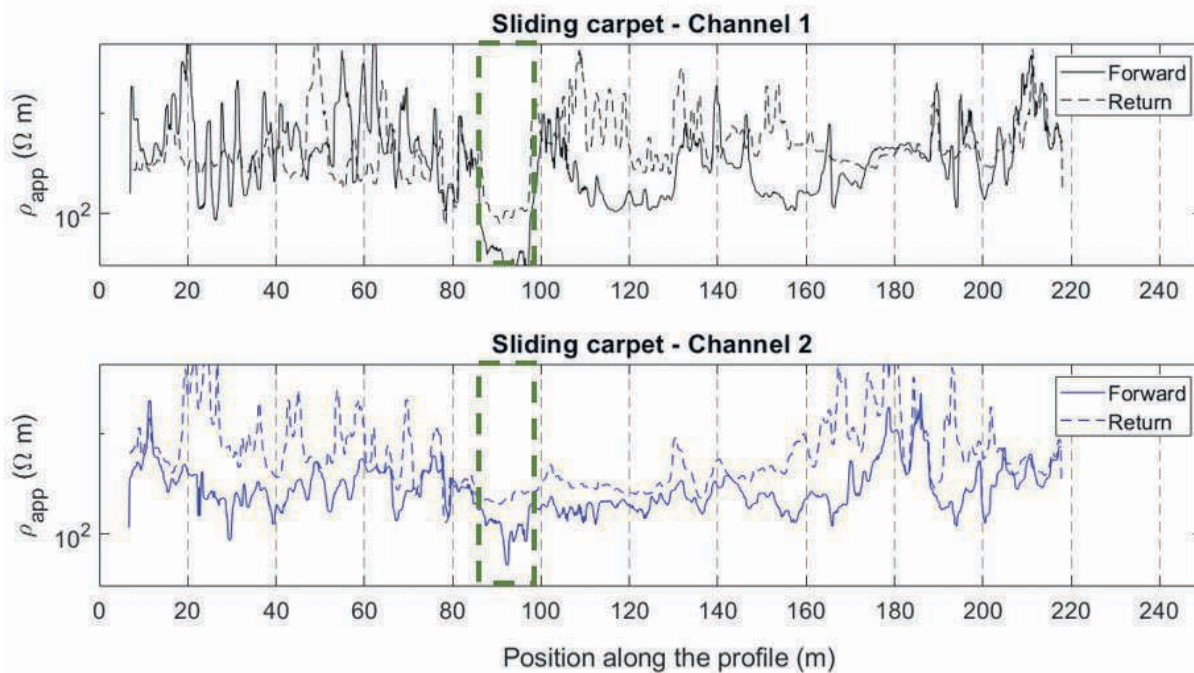 Sliding carpet - Channel 1
ρapp (Ω m)
10²
Forward
Return
0 20 40 60 80 100 120 140 160 180 200 220 240
Sliding carpet - Channel 2
ρapp (Ω m)
10²
Forward
Return
0 20 40 60 80 100 120 140 160 180 200 220 240
Position along the profile (m)